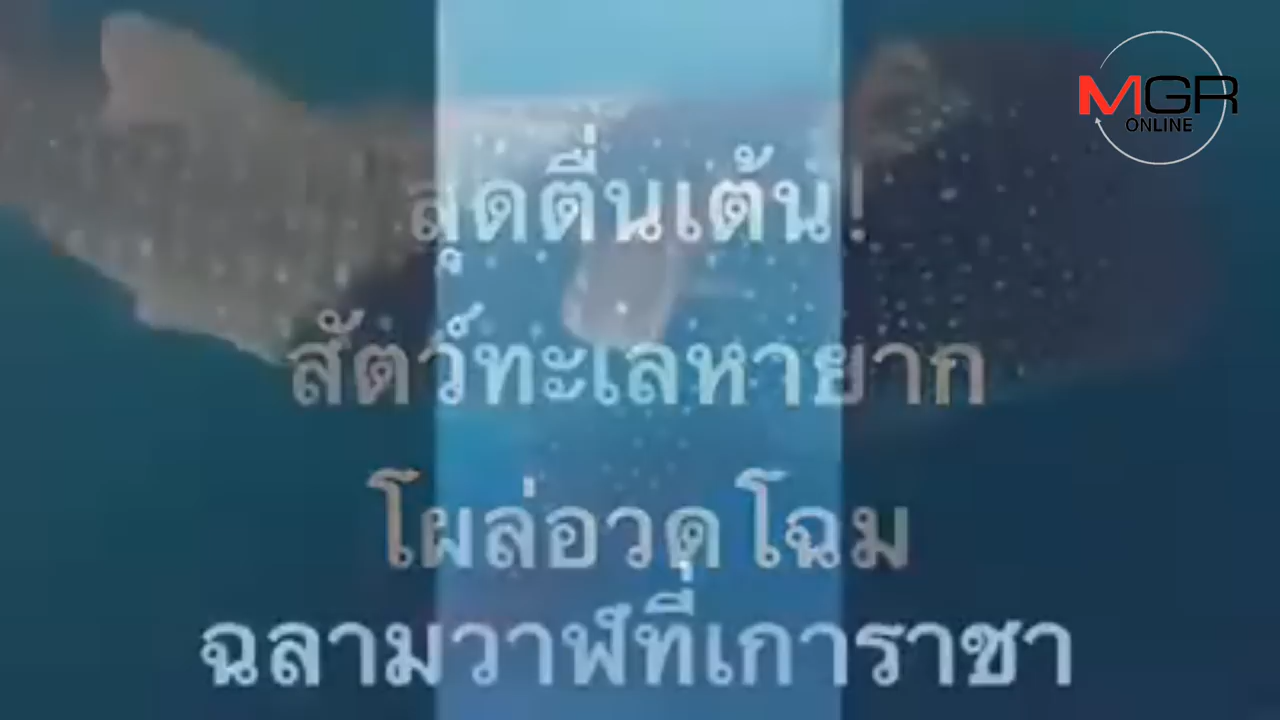 MGR
ONLINE
สุดตื่นเต้น!
สัตว์ทะเลหายาก
โผล่อวดโฉม
ฉลามวาฬที่เการาชา